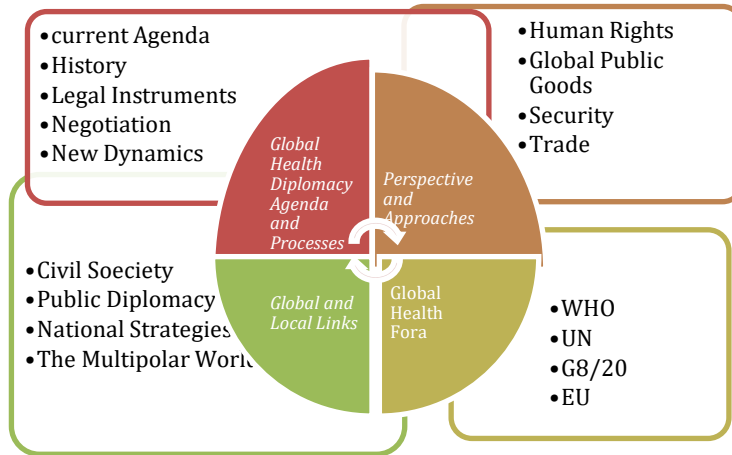 •current Agenda
•History
•Legal Instruments
•Negotiation
•New Dynamics
•Human Rights
•Global Public
Goods
•Security
•Trade
Global
Health
Diplomacy
Agenda
and
Processes
Perspective
and
Approaches
•Civil Soeciety
•Public Diplomacy
•National Strategies
•The Multipolar World
Global and
Local Links
Global
Health
Fora
•WHO
•UN
•G8/20
•EU